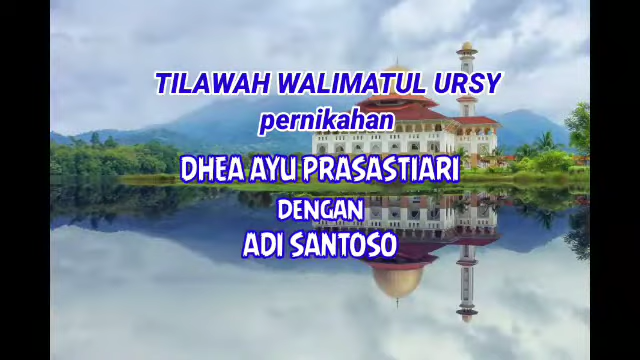 TILAWAH WALIMATUL URSY
pernikahan
DHEA AYU PRASASTIARI
DENGAN
ADI SANTOSO